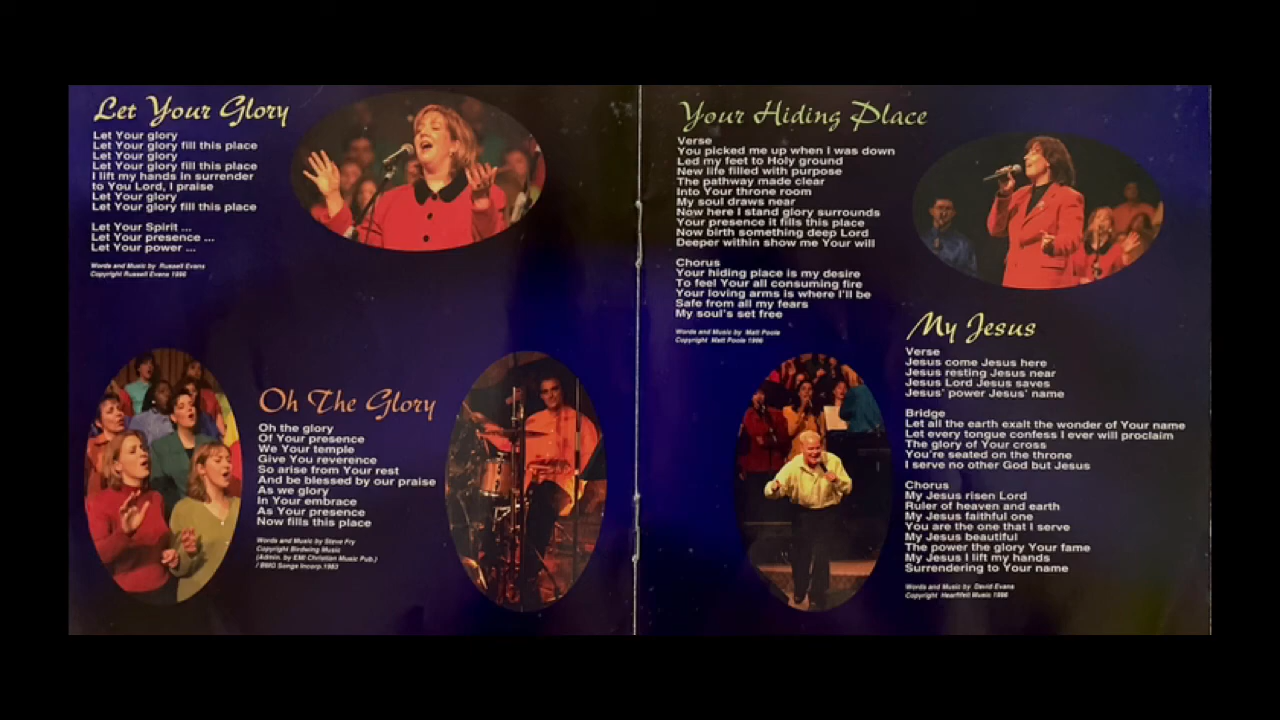 Let Your Glory
Let Your glory
Let Your glory fill this place
Let Your glory
Let Your glory fill this place
I lift my hands in surrender
to You Lord, I praise
Let Your glory
Let Your glory fill this place
Let Your Spirit ...
Let Your presence ...
Let Your power ...
Words and Music by Russell Evans
Copyright Russell Evans 1996
Oh The Glory
Oh the glory
Of Your presence
We Your temple
Give You reverence
So arise from Your rest
And be blessed by our praise
As we glory
In Your embrace
As Your presence
Now fills this place
Words and Music by Steve Fry
Copyright Birdwing Music
(Admin. by EMI Christian Music Pub.)
/ BMG Songs Incorp.1983
Your Hiding Place
Verse
You picked me up when I was down
Led my feet to Holy ground
New life filled with purpose
The pathway made clear
Into Your throne room
My soul draws near
Now here I stand glory surrounds
Your presence it fills this place
Now birth something deep Lord
Deeper within show me Your will
Chorus
Your hiding place is my desire
To feel Your all consuming fire
Your loving arms is where I'll be
Safe from all my fears
My soul's set free
Words and Music by Matt Poole
Copyright Matt Poole 1996
My Jesus
Verse
Jesus come Jesus here
Jesus resting Jesus near
Jesus Lord Jesus saves
Jesus' power Jesus' name
Bridge
Let all the earth exalt the wonder of Your name
Let every tongue confess I ever will proclaim
The glory of Your cross
You're seated on the throne
I serve no other God but Jesus
Chorus
My Jesus risen Lord
Ruler of heaven and earth
My Jesus faithful one
You are the one that I serve
My Jesus beautiful
The power the glory Your fame
My Jesus I lift my hands
Surrendering to Your name
Words and Music by David Evans
Copyright Heartfelt Music 1996